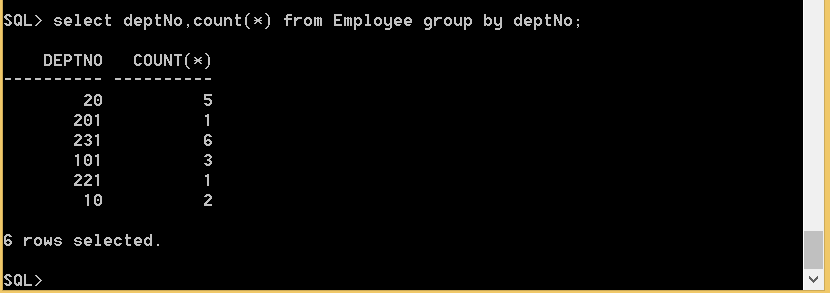 SQL> select deptNo,count(*) from Employee group by deptNo;
DEPTNO COUNT(*)
---------- ----------
20 5
201 1
231 6
101 3
221 1
10 2
6 rows selected.
SQL>